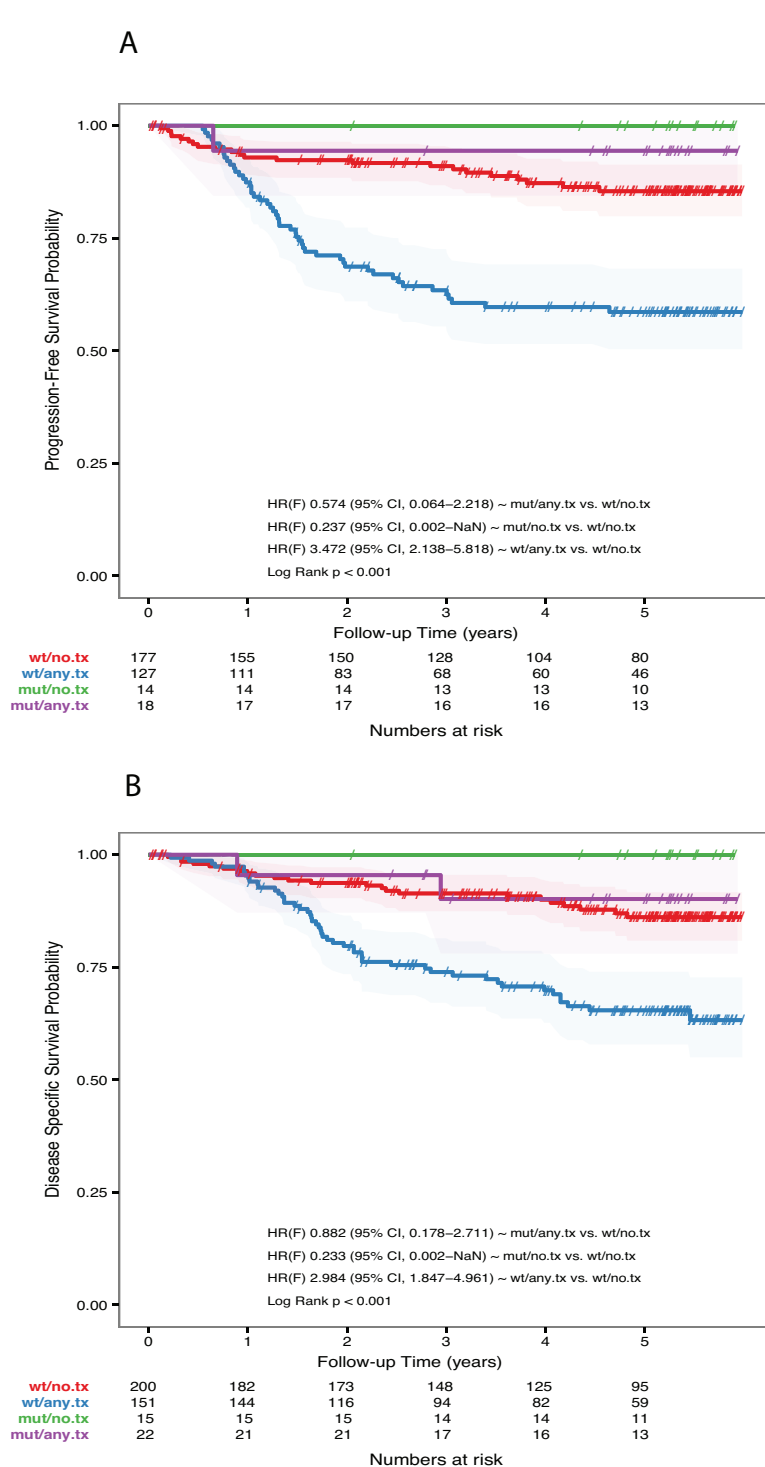 A
1.00
0.75
0.50
0.25
0.00
Progression-Free Survival Probability
HR(F) 0.574 (95% CI, 0.064–2.218) ~ mut/any.tx vs. wt/no.tx
HR(F) 0.237 (95% CI, 0.002–NaN) ~ mut/no.tx vs. wt/no.tx
HR(F) 3.472 (95% CI, 2.138–5.818) ~ wt/any.tx vs. wt/no.tx
Log Rank p < 0.001
0 1 2 3 4 5
Follow-up Time (years)
wt/no.tx 177 155 150 128 104 80
wt/any.tx 127 111 83 68 60 46
mut/no.tx 14 14 14 13 13 10
mut/any.tx 18 17 17 16 16 13
Numbers at risk
B
1.00
0.75
0.50
0.25
0.00
Disease Specific Survival Probability
HR(F) 0.882 (95% CI, 0.178–2.711) ~ mut/any.tx vs. wt/no.tx
HR(F) 0.233 (95% CI, 0.002–NaN) ~ mut/no.tx vs. wt/no.tx
HR(F) 2.984 (95% CI, 1.847–4.961) ~ wt/any.tx vs. wt/no.tx
Log Rank p < 0.001
0 1 2 3 4 5
Follow-up Time (years)
wt/no.tx 200 182 173 148 125 95
wt/any.tx 151 144 116 94 82 59
mut/no.tx 15 15 15 14 14 11
mut/any.tx 22 21 21 17 16 13
Numbers at risk